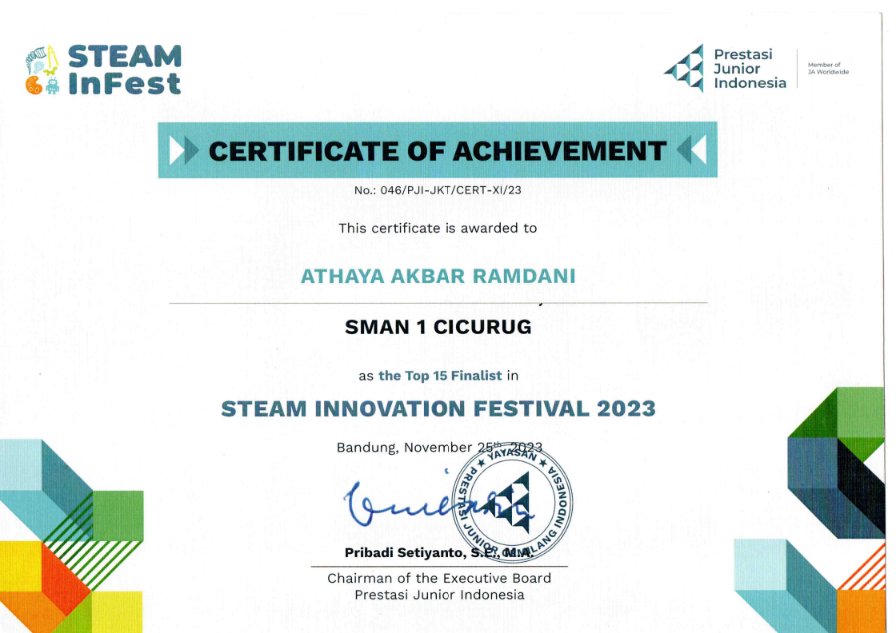 STEAM
InFest
Prestasi
Junior
Indonesia
Member of
JA Worldwide
CERTIFICATE OF ACHIEVEMENT
No.: 046/PJI-JKT/CERT-XI/23
This certificate is awarded to
ATHAYA AKBAR RAMDANI
SMAN 1 CICURUG
as the Top 15 Finalist in
STEAM INNOVATION FESTIVAL 2023
Bandung, November 25th, 2023
YAYASAN
PRESTASI JUNIOR GEMILANG INDONESIA
Pribadi Setiyanto, S.E., M.A.
Chairman of the Executive Board
Prestasi Junior Indonesia